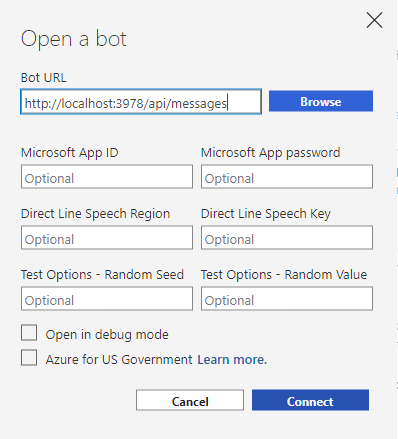 Open a bot
Bot URL
http://localhost:3978/api/messages
Browse
Microsoft App ID Microsoft App password
Optional Optional
Direct Line Speech Region Direct Line Speech Key
Optional Optional
Test Options - Random Seed Test Options - Random Value
Optional Optional
Open in debug mode
Azure for US Government Learn more.
Cancel Connect